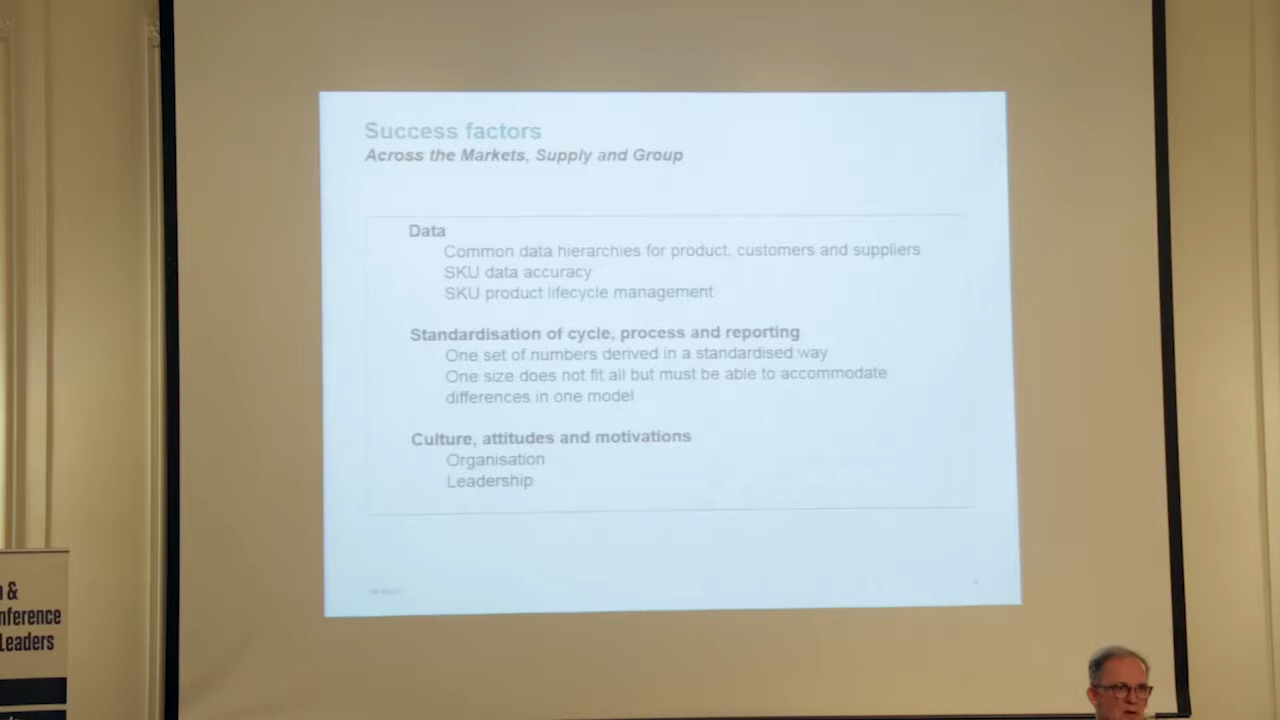 Success factors
Across the Markets, Supply and Group
Data
Common data hierarchies for product, customers and suppliers
SKU data accuracy
SKU product lifecycle management
Standardisation of cycle, process and reporting
One set of numbers derived in a standardised way
One size does not fit all but must be able to accommodate
differences in one model
Culture, attitudes and motivations
Organisation
Leadership
&
nference
Leaders